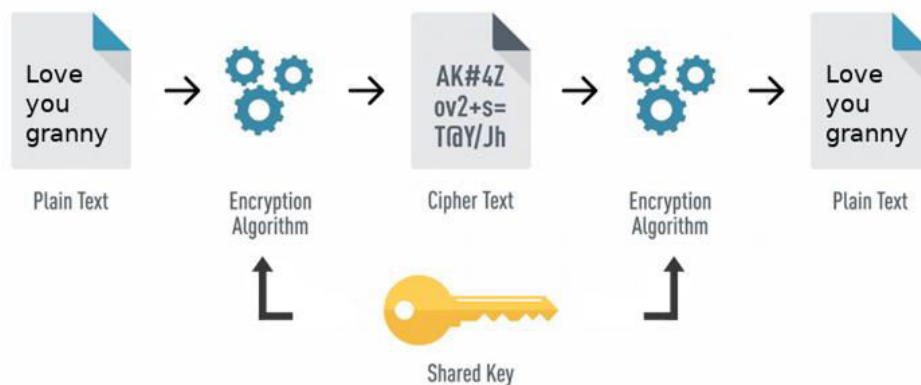 Love
you
granny
Plain Text
Encryption
Algorithm
AK#4Z
ov2+s=
T@Y/Jh
Cipher Text
Encryption
Algorithm
Love
you
granny
Plain Text
Shared Key